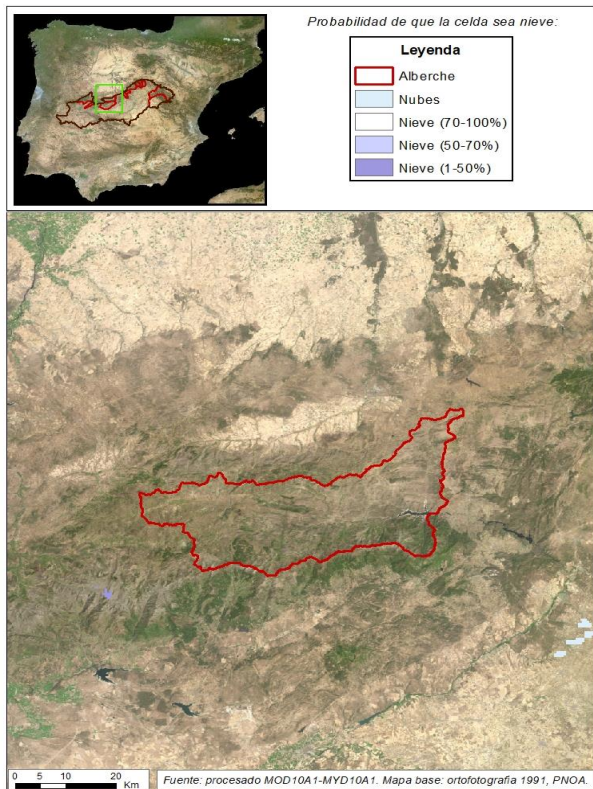 Probabilidad de que la celda sea nieve:
Leyenda
Alberche
Nubes
Nieve (70-100%)
Nieve (50-70%)
Nieve (1-50%)
0 5 10 20
Km
Fuente: procesado MOD10A1-MYD10A1. Mapa base: ortofotografia 1991, PNOA.